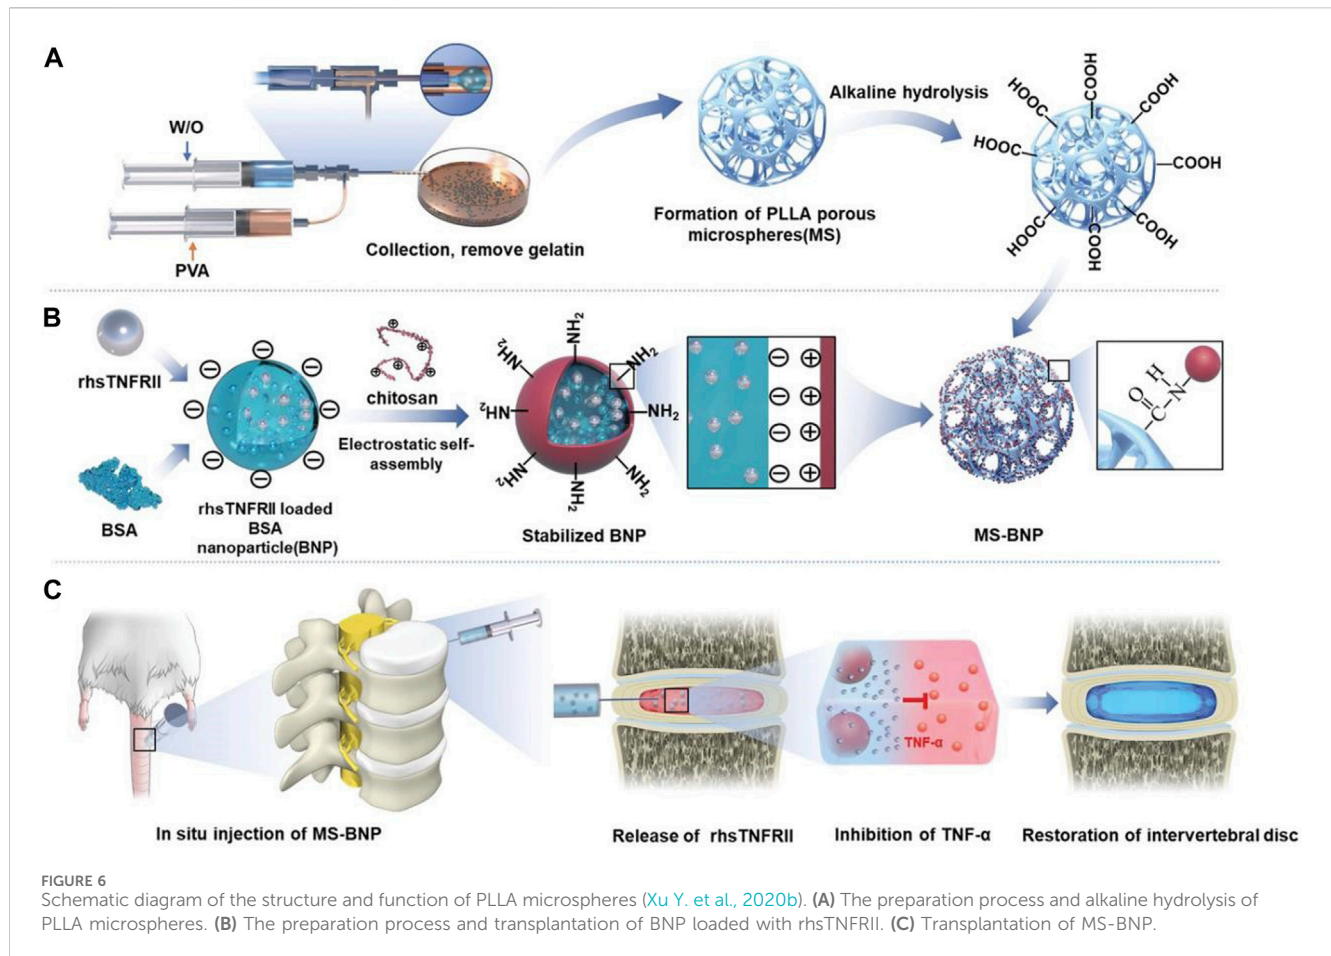 A
W/O
PVA
Collection, remove gelatin
Formation of PLLA porous
microspheres(MS)
Alkaline hydrolysis
COOH
COOH
COOH
COOH
COOH
HOOC
HOOC
HOOC
B
rhsTNFRII
BSA
rhsTNFRII loaded
BSA
nanoparticle(BNP)
chitosan
Electrostatic self-
assembly
NH2
NH2
NH2
NH2
NH2
H2N
H2N
H2N
Stabilized BNP
O
H
C
N
MS-BNP
C
In situ injection of MS-BNP
Release of rhsTNFRII
TNF-α
Inhibition of TNF-α
Restoration of intervertebral disc
FIGURE 6
Schematic diagram of the structure and function of PLLA microspheres (Xu Y. et al., 2020b). (A) The preparation process and alkaline hydrolysis of
PLLA microspheres. (B) The preparation process and transplantation of BNP loaded with rhsTNFRII. (C) Transplantation of MS-BNP.